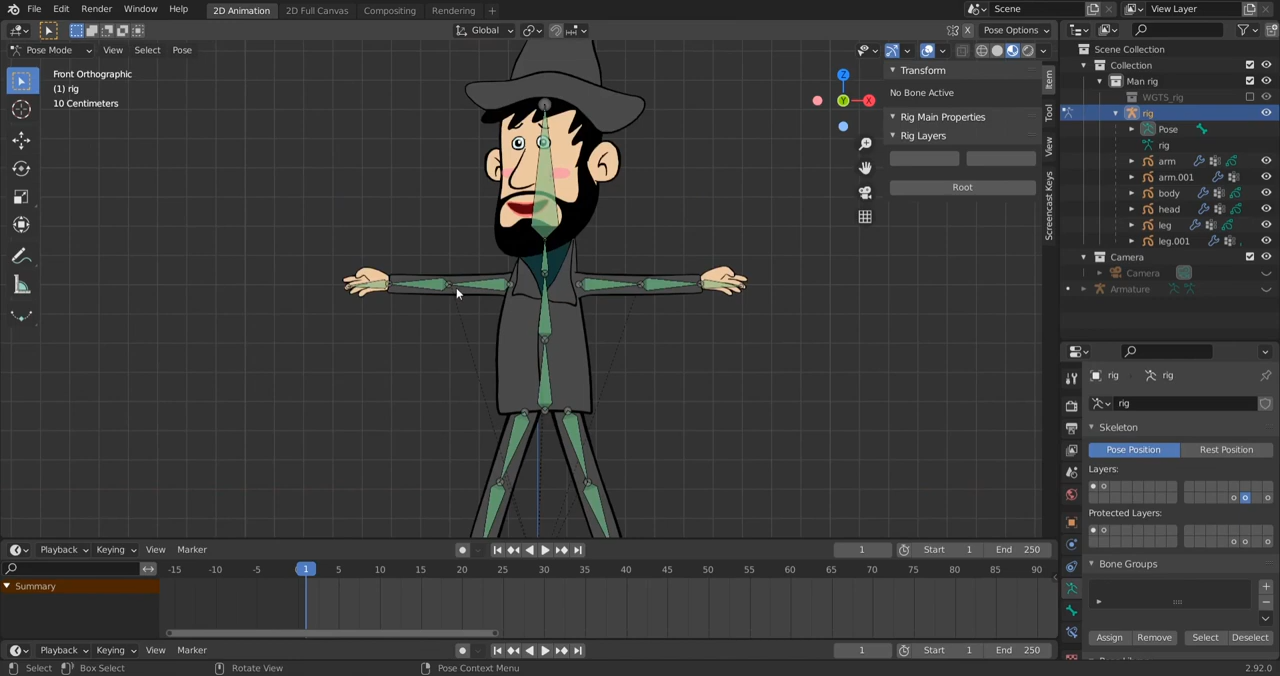 File Edit Render Window Help 2D Animation 2D Full Canvas Compositing Rendering + Scene View Layer
Global Pose Options
Pose Mode View Select Pose
Front Orthographic
(1) rig
10 Centimeters
Z
X
Y
Transform
No Bone Active
Rig Main Properties
Rig Layers
Root
Item
Tool
View
Screencast Keys
Scene Collection
Collection
Man rig
WGTS_rig
rig
Pose
rig
arm
arm.001
body
head
leg
leg.001
Camera
Camera
Armature
rig rig
rig
Skeleton
Pose Position Rest Position
Layers:
Protected Layers:
Bone Groups
Assign Remove Select Deselect
Playback Keying View Marker 1 Start 1 End 250
-15 -10 -5 1 5 10 15 20 25 30 35 40 45 50 55 60 65 70 75 80 85 90
Summary
Playback Keying View Marker 1 Start 1 End 250
Select Box Select Rotate View Pose Context Menu 2.92.0